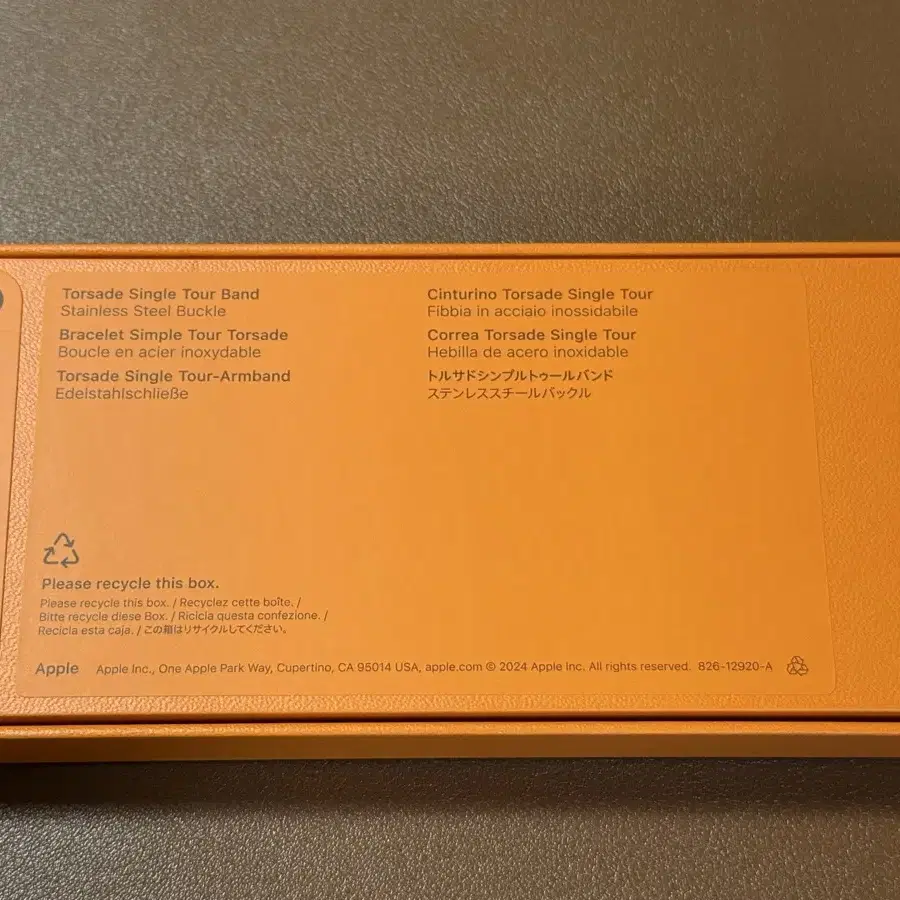 Torsade Single Tour Band
Stainless Steel Buckle
Bracelet Simple Tour Torsade
Boucle en acier inoxydable
Torsade Single Tour-Armband
Edelstahlschließe
Cinturino Torsade Single Tour
Fibbia in acciaio inossidabile
Correa Torsade Single Tour
Hebilla de acero inoxidable
トルサドシンプルトゥールバンド
ステンレススチールバックル
Please recycle this box.
Please recycle this box. / Recyclez cette boîte. /
Bitte recycle diese Box. / Ricicla questa confezione. /
Recicla esta caja. / この箱はリサイクルしてください。
Apple Apple Inc., One Apple Park Way, Cupertino, CA 95014 USA, apple.com © 2024 Apple Inc. All rights reserved. 826-12920-A